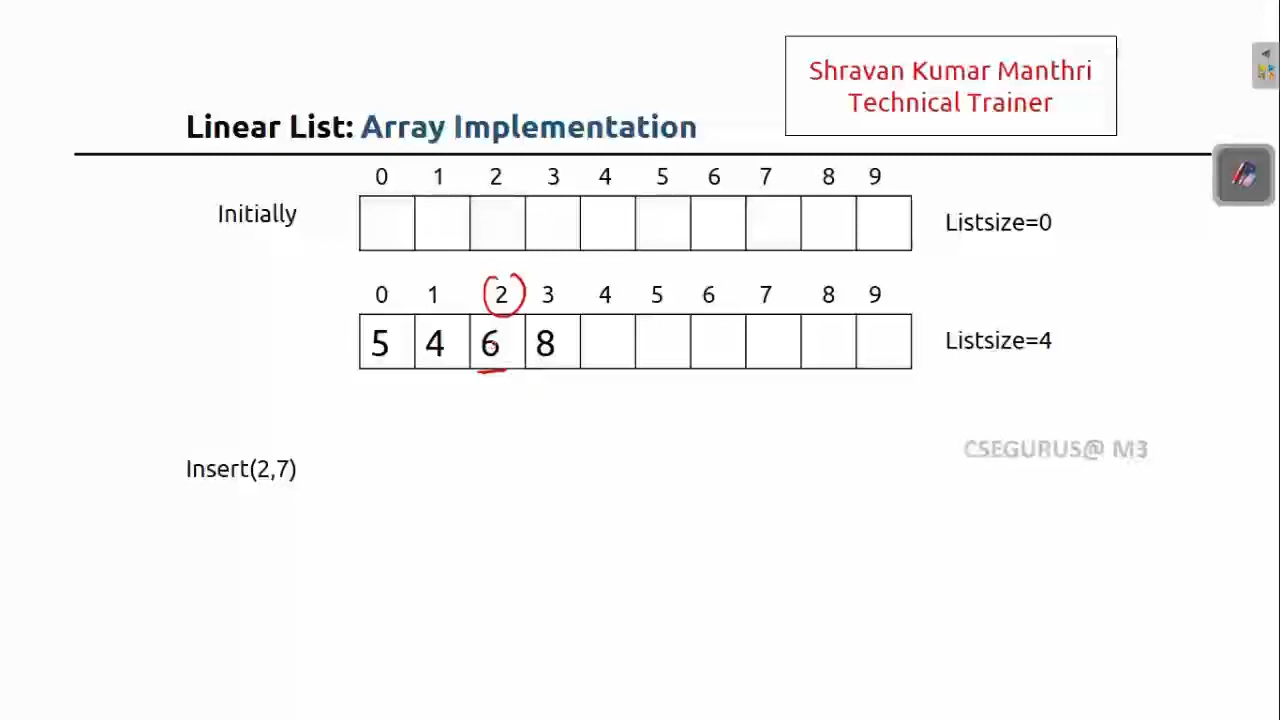 Shravan Kumar Manthri
Technical Trainer
Linear List: Array Implementation
0 1 2 3 4 5 6 7 8 9
Initially
Listsize=0
0 1 2 3 4 5 6 7 8 9
5 4 6 8
Listsize=4
CSEGURUS@ M3
Insert(2,7)